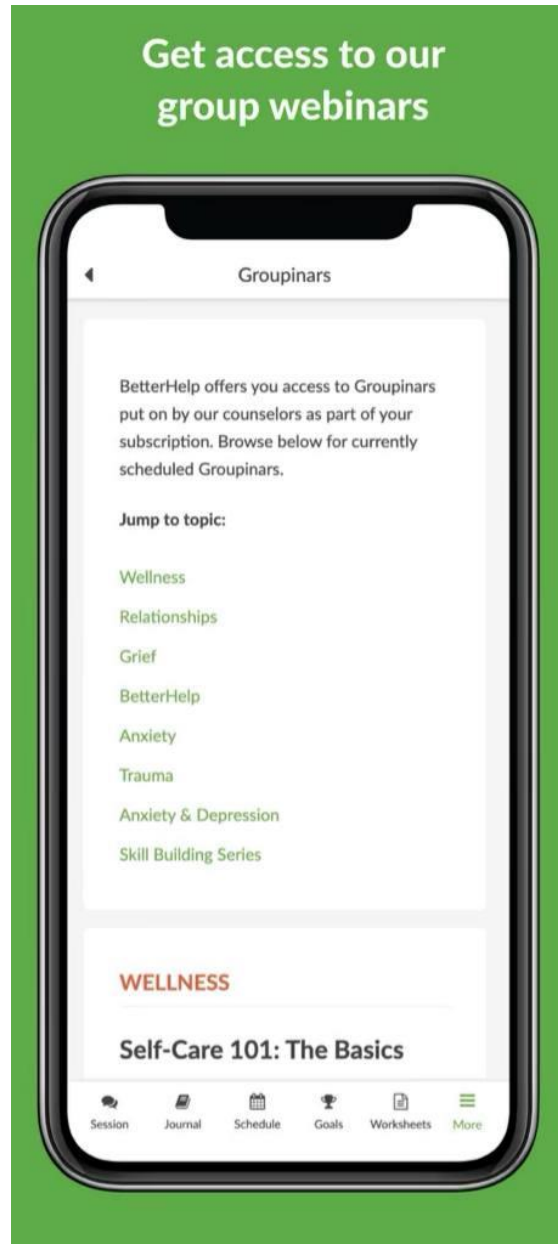 Get access to our
group webinars
Groupinars
BetterHelp offers you access to Groupinars
put on by our counselors as part of your
subscription. Browse below for currently
scheduled Groupinars.
Jump to topic:
Wellness
Relationships
Grief
BetterHelp
Anxiety
Trauma
Anxiety & Depression
Skill Building Series
WELLNESS
Self-Care 101: The Basics
Session Journal Schedule Goals Worksheets More